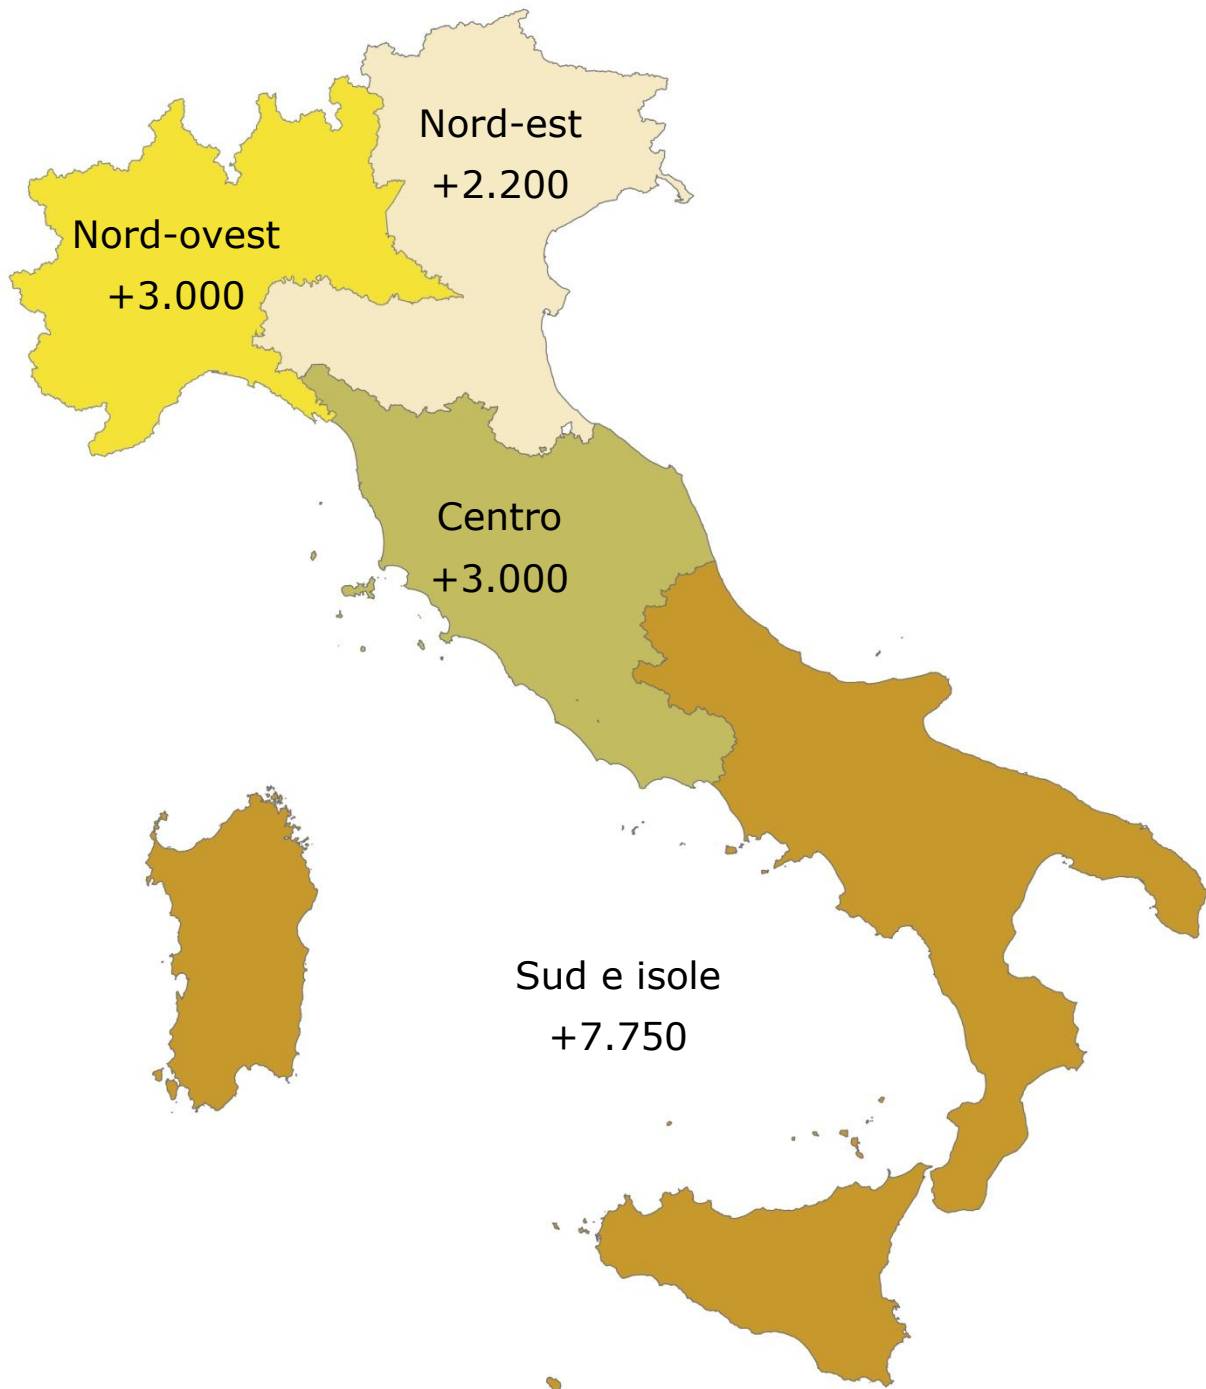 Nord-est
+2.200
Nord-ovest
+3.000
Centro
+3.000
Sud e isole
+7.750